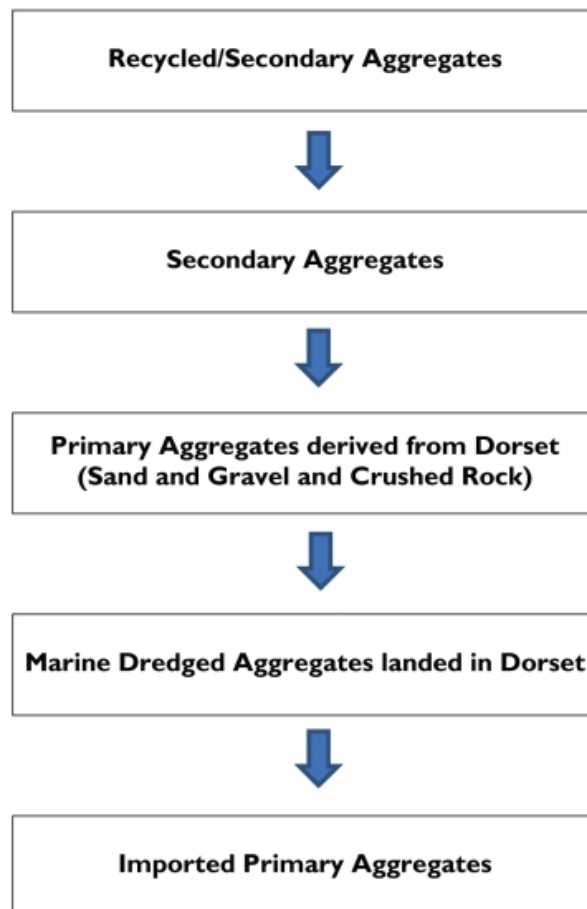 Recycled/Secondary Aggregates
Secondary Aggregates
Primary Aggregates derived from Dorset
(Sand and Gravel and Crushed Rock)
Marine Dredged Aggregates landed in Dorset
Imported Primary Aggregates